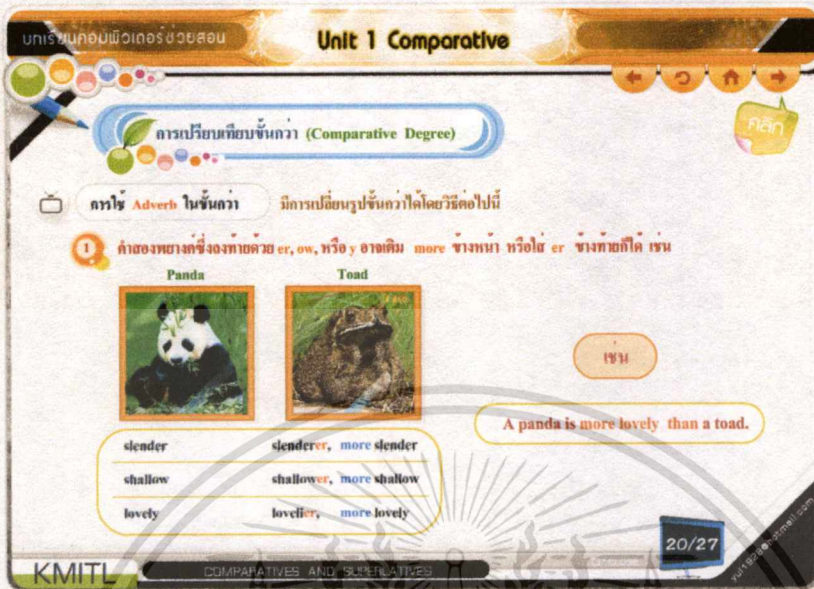 บทเรียนคอมพิวเตอร์ช่วยสอน
Unit 1 Comparative
คลิก
การเปรียบเทียบขั้นกว่า (Comparative Degree)
การใช้ Adverb ในขั้นกว่า มีการเปลี่ยนรูปขั้นกว่าได้โดยวิธีต่อไปนี้
1 คำสองพยางค์ซึ่งลงท้ายด้วย er, ow, หรือ y อาจเติม more ข้างหน้า หรือใส่ er ข้างท้ายก็ได้ เช่น
Panda Toad
เช่น
A panda is more lovely than a toad.
slender slenderer, more slender
shallow shallower, more shallow
lovely lovelier, more lovely
20/27
KMITL COMPARATIVES AND SUPERLATIVES